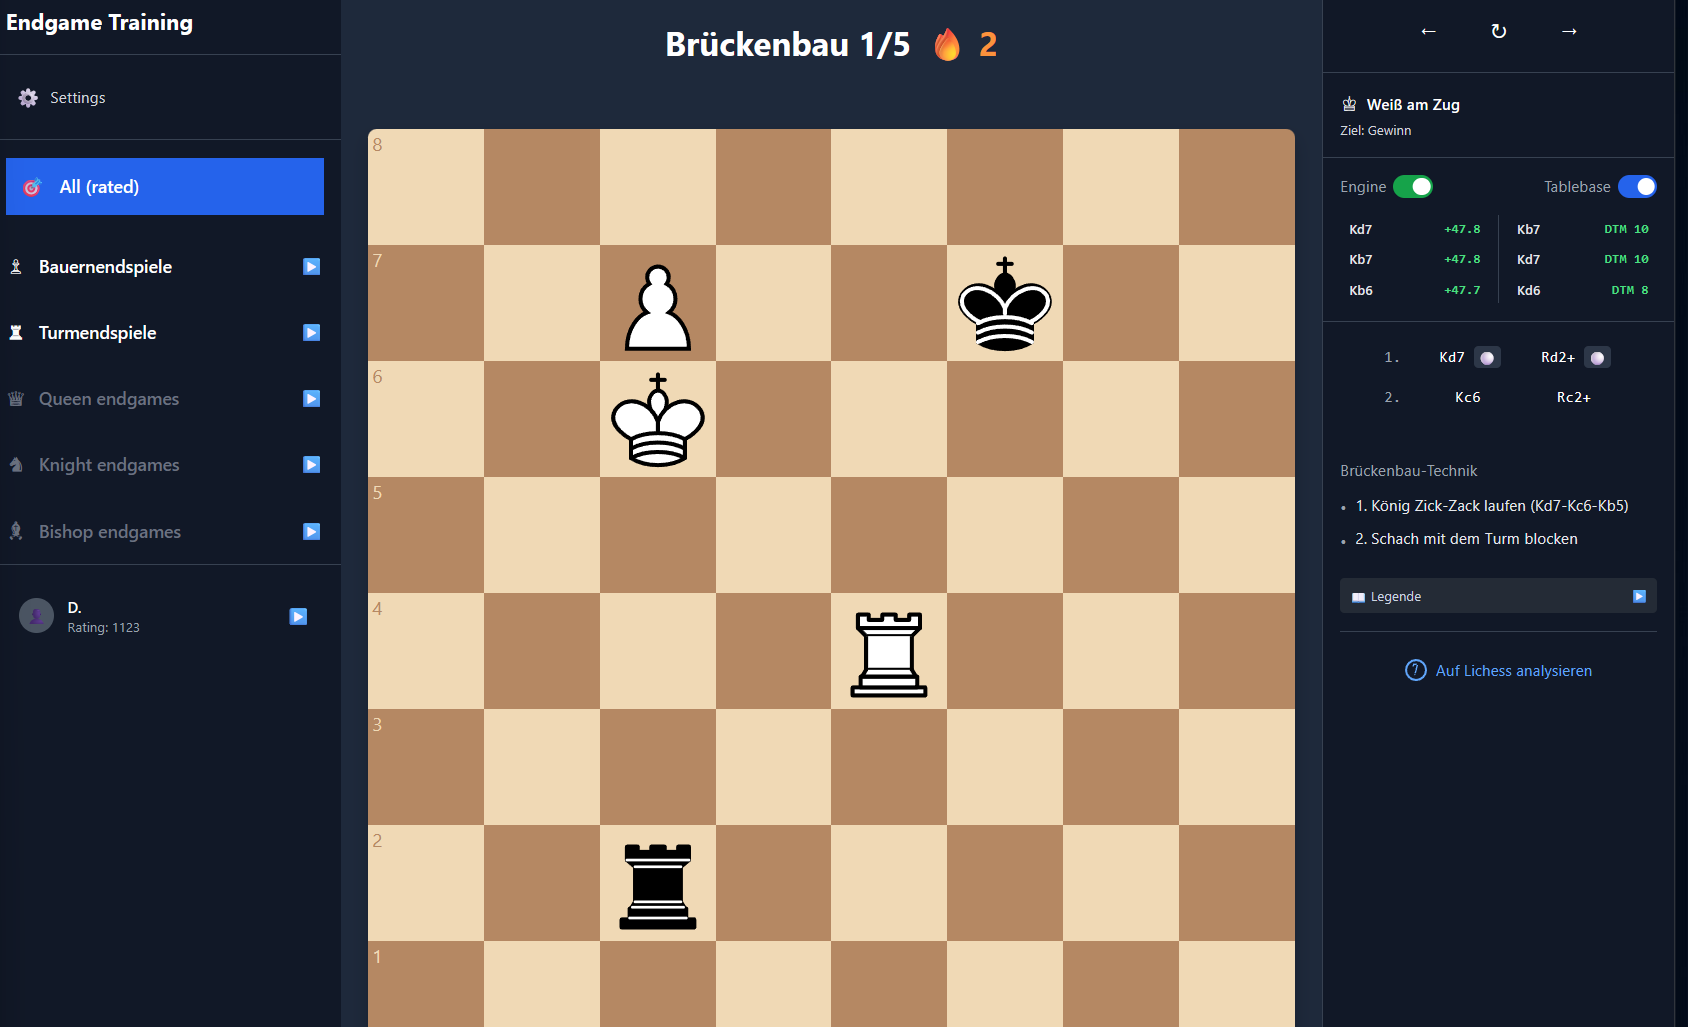 Endgame Training
Settings
All (rated)
Bauernendspiele
Turmendspiele
Queen endgames
Knight endgames
Bishop endgames
D.
Rating: 1123
Brückenbau 1/5 2
8
7
6
5
4
3
2
1
← ↻ →
Weiß am Zug
Ziel: Gewinn
Engine Tablebase
Kd7 +47.8 Kb7 DTM 10
Kb7 +47.8 Kd7 DTM 10
Kb6 +47.7 Kd6 DTM 8
1. Kd7 Rd2+
2. Kc6 Rc2+
Brückenbau-Technik
• 1. König Zick-Zack laufen (Kd7-Kc6-Kb5)
• 2. Schach mit dem Turm blocken
Legende
? Auf Lichess analysieren